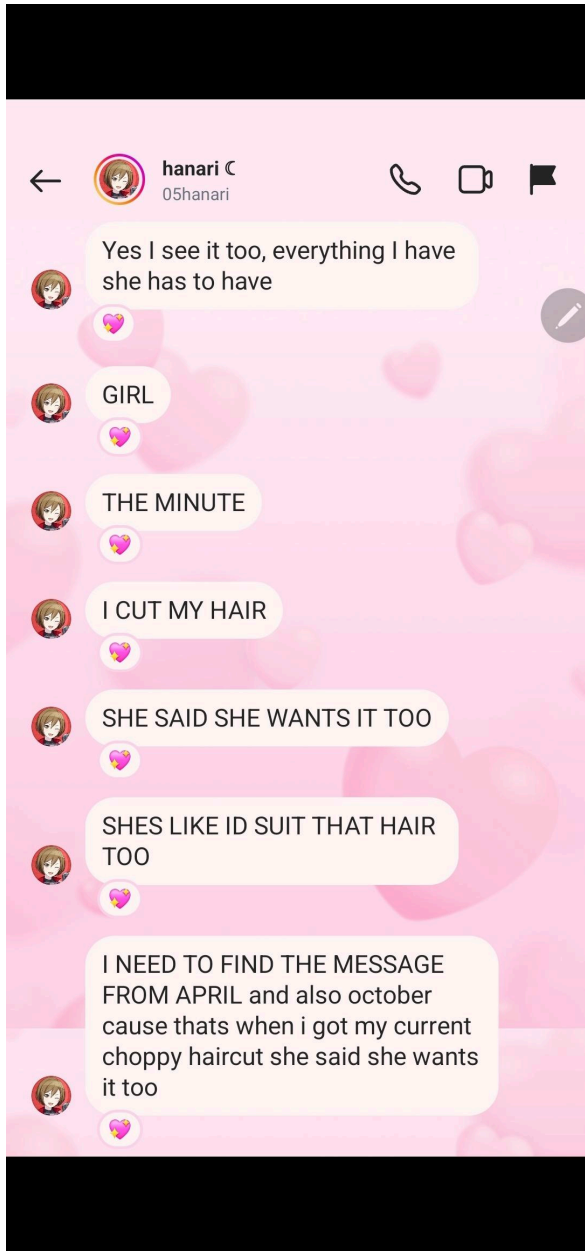 hanari ☾
05hanari
Yes I see it too, everything I have
she has to have
GIRL
THE MINUTE
I CUT MY HAIR
SHE SAID SHE WANTS IT TOO
SHES LIKE ID SUIT THAT HAIR
TOO
I NEED TO FIND THE MESSAGE
FROM APRIL and also october
cause thats when i got my current
choppy haircut she said she wants
it too